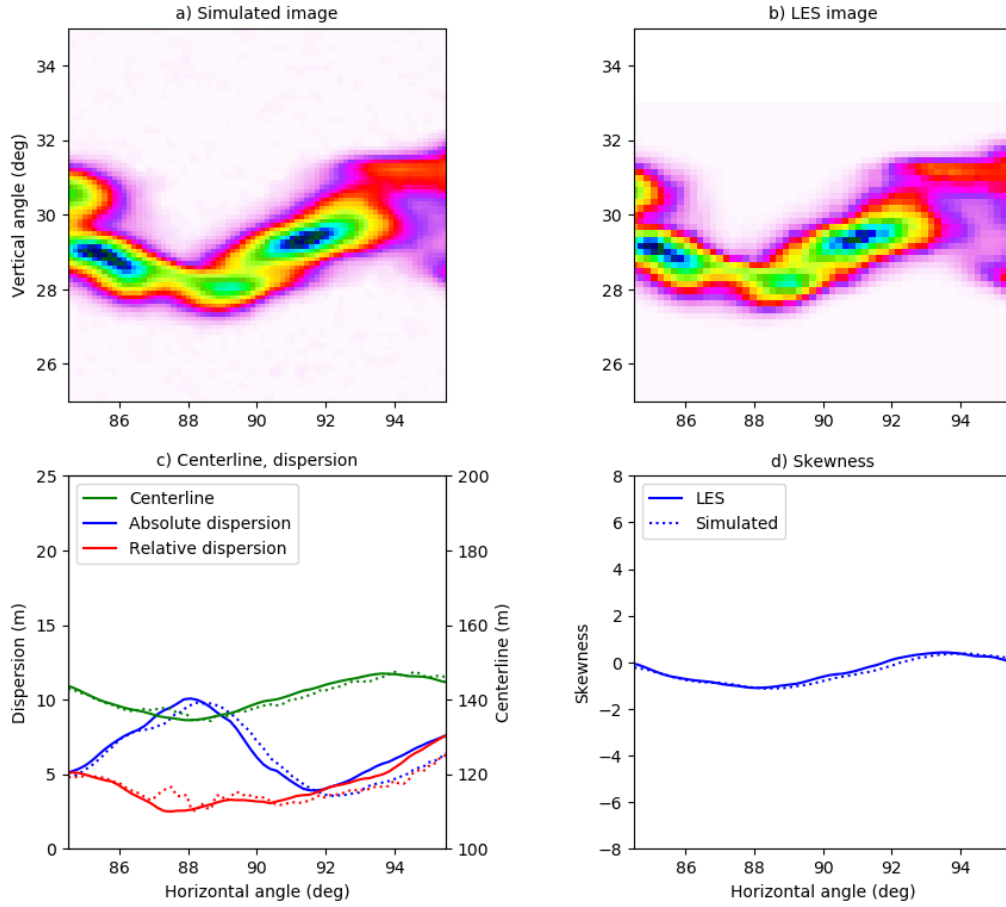 a) Simulated image
b) LES image
34
32
30
28
26
Vertical angle (deg)
86 88 90 92 94
34
32
30
28
26
86 88 90 92 94
c) Centerline, dispersion
d) Skewness
25
20
15
10
5
0
Dispersion (m)
Centerline
Absolute dispersion
Relative dispersion
200
180
160
140
120
100
Centerline (m)
86 88 90 92 94
Horizontal angle (deg)
8
6
4
2
0
−2
−4
−6
−8
Skewness
LES
Simulated
86 88 90 92 94
Horizontal angle (deg)